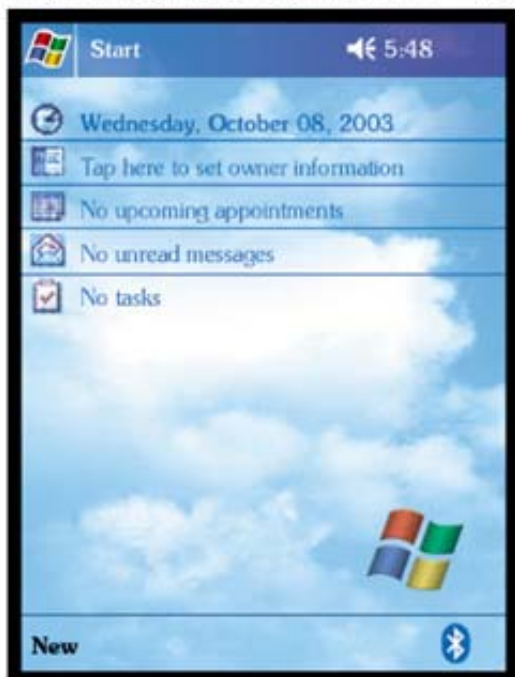 Start 5:48
Wednesday, October 08, 2003
Tap here to set owner information
No upcoming appointments
No unread messages
No tasks
New